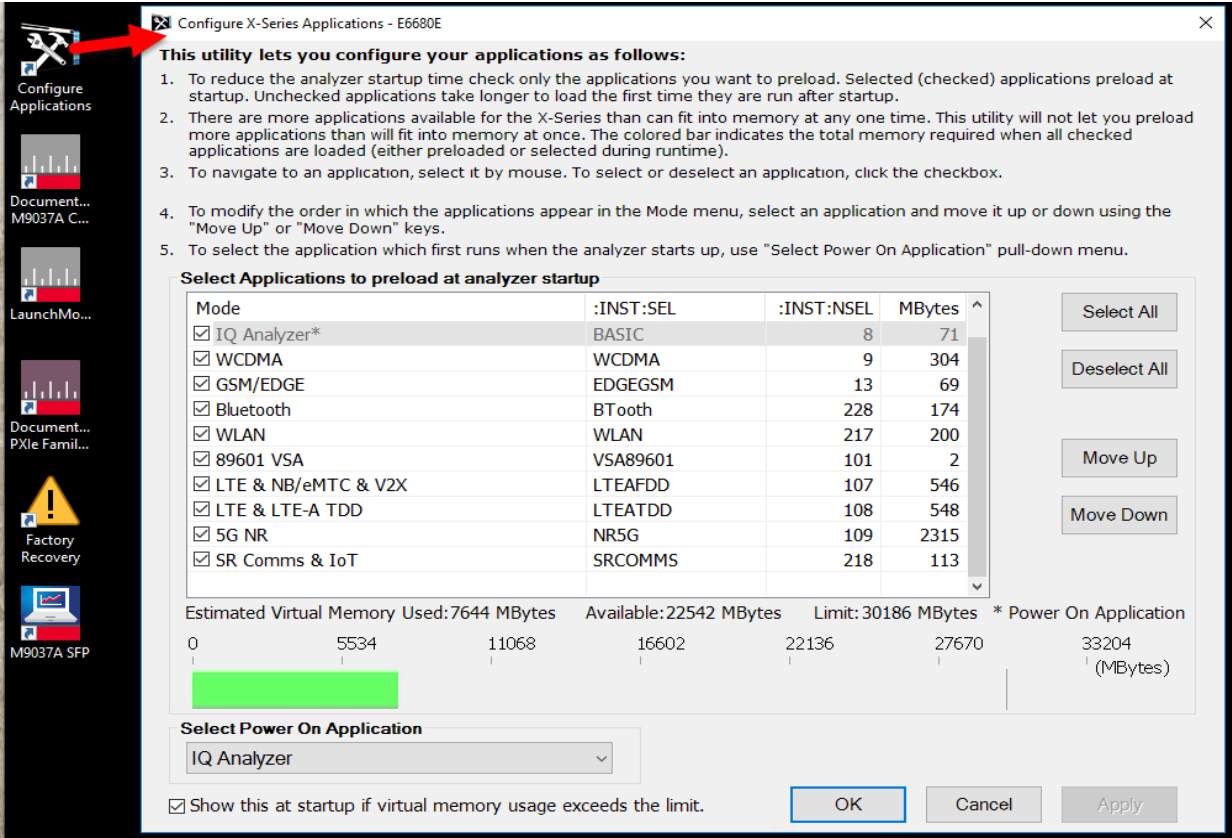 Configure X-Series Applications - E6680E
Configure
Applications
Document...
M9037A C...
LaunchMo...
Document...
PXIe Famil...
Factory
Recovery
M9037A SFP
This utility lets you configure your applications as follows:
1. To reduce the analyzer startup time check only the applications you want to preload. Selected (checked) applications preload at
startup. Unchecked applications take longer to load the first time they are run after startup.
2. There are more applications available for the X-Series than can fit into memory at any one time. This utility will not let you preload
more applications than will fit into memory at once. The colored bar indicates the total memory required when all checked
applications are loaded (either preloaded or selected during runtime).
3. To navigate to an application, select it by mouse. To select or deselect an application, click the checkbox.
4. To modify the order in which the applications appear in the Mode menu, select an application and move it up or down using the
"Move Up" or "Move Down" keys.
5. To select the application which first runs when the analyzer starts up, use "Select Power On Application" pull-down menu.
Select Applications to preload at analyzer startup
Mode :INST:SEL :INST:NSEL MBytes
IQ Analyzer* BASIC 8 71
WCDMA WCDMA 9 304
GSM/EDGE EDGEGSM 13 69
Bluetooth BTooth 228 174
WLAN WLAN 217 200
89601 VSA VSA89601 101 2
LTE & NB/eMTC & V2X LTEAFDD 107 546
LTE & LTE-A TDD LTEATDD 108 548
5G NR NR5G 109 2315
SR Comms & IoT SRCOMMS 218 113
Select All
Deselect All
Move Up
Move Down
Estimated Virtual Memory Used:7644 MBytes Available:22542 MBytes Limit:30186 MBytes * Power On Application
0 5534 11068 16602 22136 27670 33204
(MBytes)
Select Power On Application
IQ Analyzer
Show this at startup if virtual memory usage exceeds the limit.
OK Cancel Apply